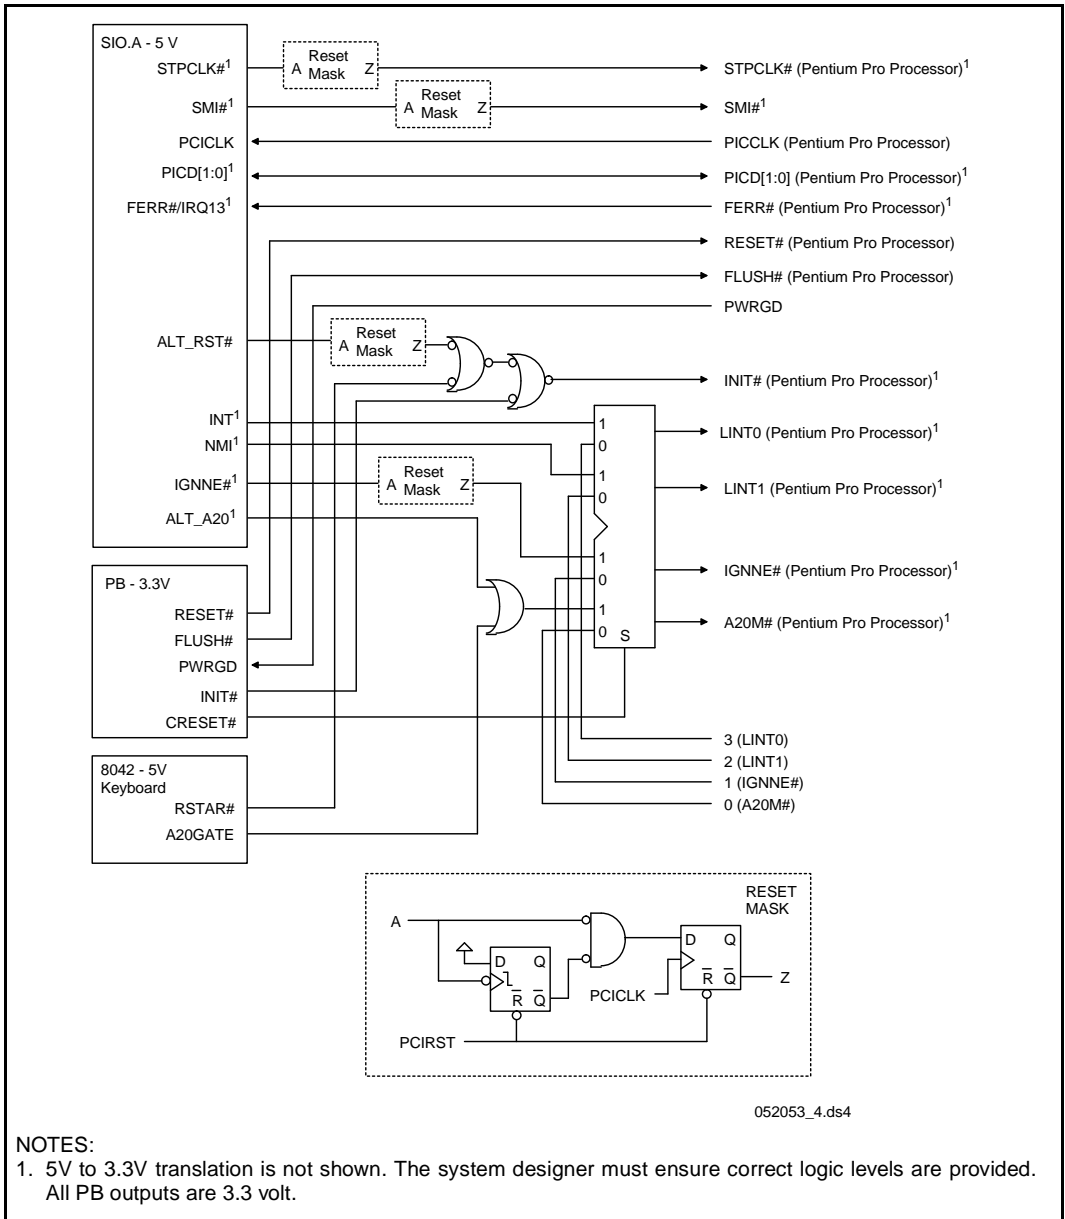 SIO.A - 5 V
STPCLK#¹
A Reset Mask Z
STPCLK# (Pentium Pro Processor)¹
SMI#¹
A Reset Mask Z
SMI#¹
PCICLK
PICCLK (Pentium Pro Processor)
PICD[1:0]¹
PICD[1:0] (Pentium Pro Processor)¹
FERR#/IRQ13¹
FERR# (Pentium Pro Processor)¹
RESET# (Pentium Pro Processor)
FLUSH# (Pentium Pro Processor)
PWRGD
ALT_RST#
A Reset Mask Z
INIT# (Pentium Pro Processor)¹
INT¹
1
0
LINT0 (Pentium Pro Processor)¹
NMI¹
1
0
LINT1 (Pentium Pro Processor)¹
IGNNE#¹
A Reset Mask Z
ALT_A20¹
1
0
IGNNE# (Pentium Pro Processor)¹
1
0 S
A20M# (Pentium Pro Processor)¹
PB - 3.3V
RESET#
FLUSH#
PWRGD
INIT#
CRESET#
3 (LINT0)
2 (LINT1)
1 (IGNNE#)
0 (A20M#)
8042 - 5V
Keyboard
RSTAR#
A20GATE
RESET
MASK
A
D Q
R̅ Q̅
D Q
R̅ Q̅
Z
PCICLK
PCIRST
052053_4.ds4
NOTES:
1. 5V to 3.3V translation is not shown. The system designer must ensure correct logic levels are provided.
All PB outputs are 3.3 volt.